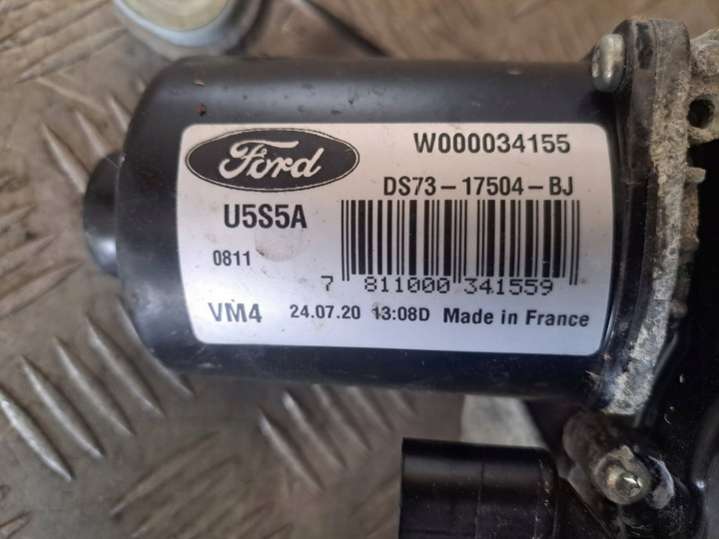 Ford
W000034155
DS73-17504-BJ
U5S5A
0811
7 811000 341559
VM4 24.07.20 13:08D Made in France